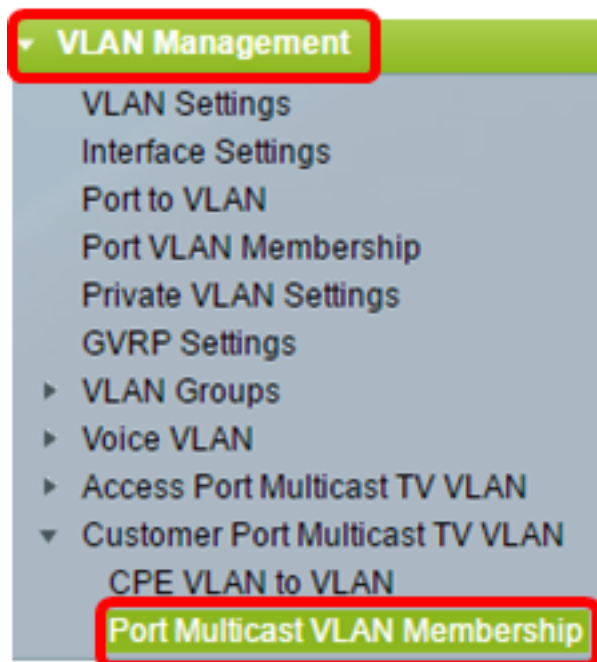 VLAN Management
VLAN Settings
Interface Settings
Port to VLAN
Port VLAN Membership
Private VLAN Settings
GVRP Settings
VLAN Groups
Voice VLAN
Access Port Multicast TV VLAN
Customer Port Multicast TV VLAN
CPE VLAN to VLAN
Port Multicast VLAN Membership